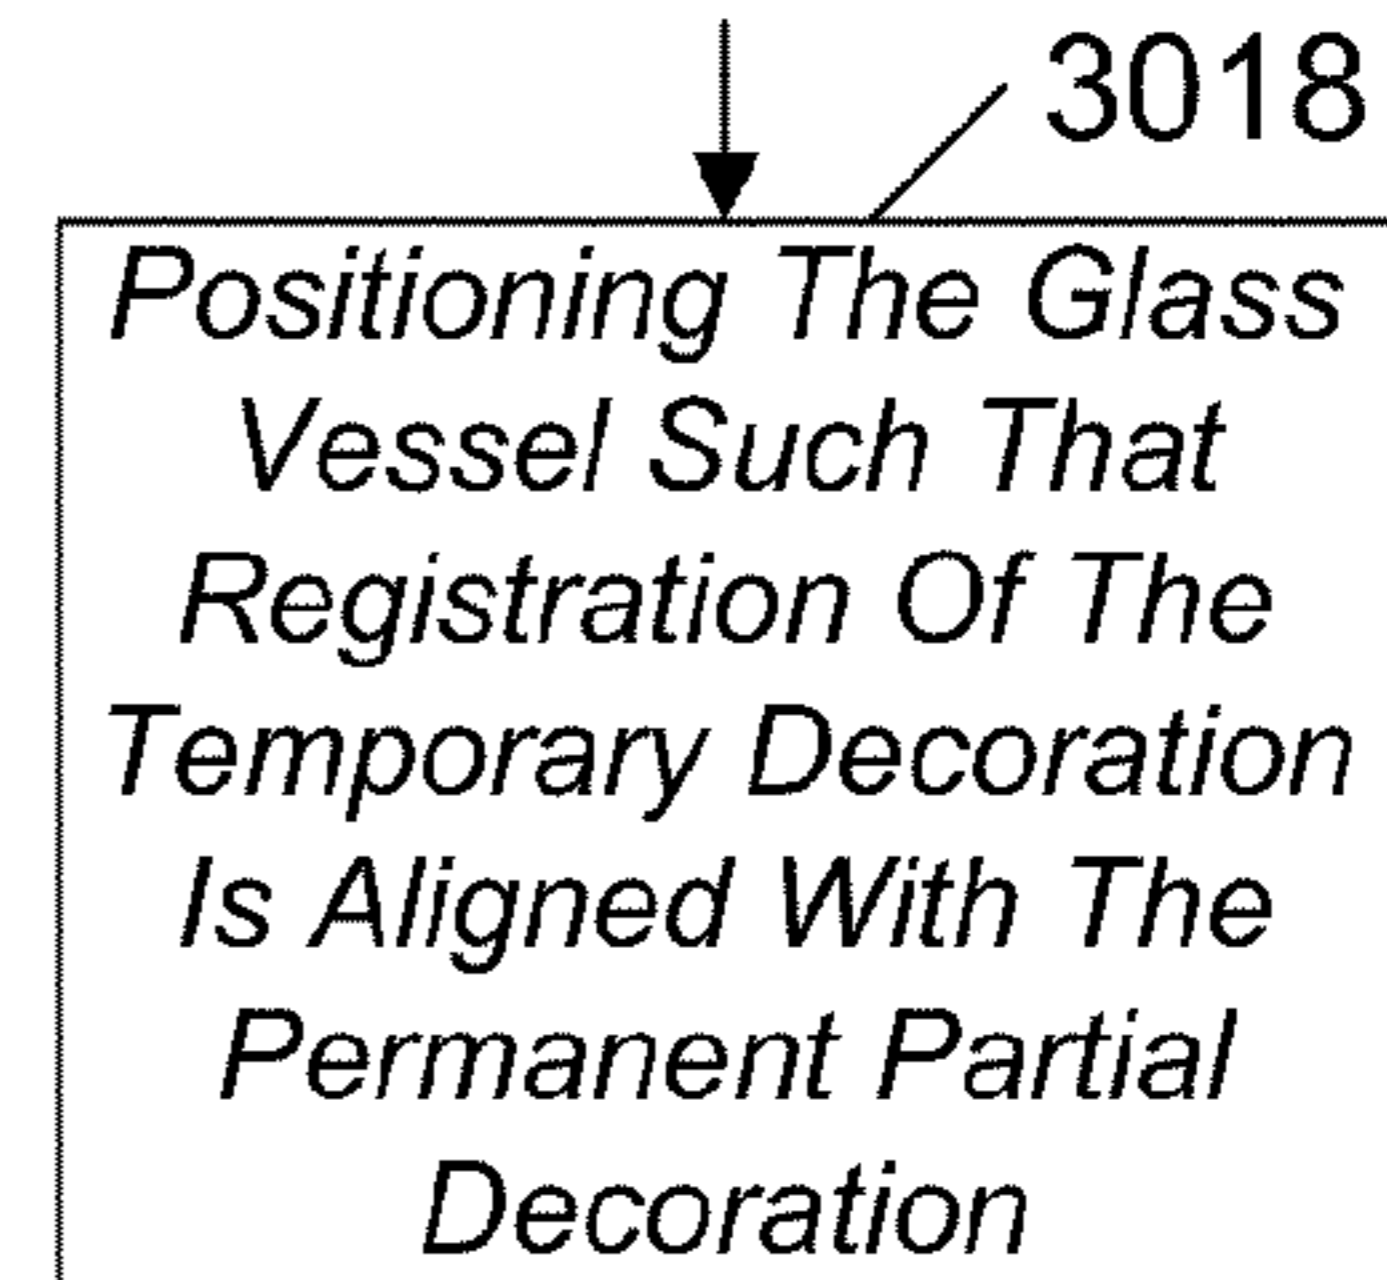 3018
Positioning The Glass
Vessel Such That
Registration Of The
Temporary Decoration
Is Aligned With The
Permanent Partial
Decoration